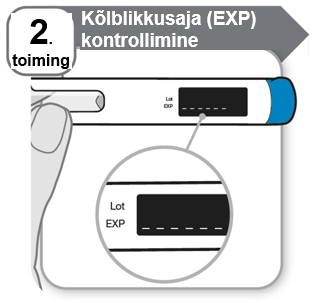 2.
toiming
Kõlblikkusaja (EXP)
kontrollimine
Lot
EXP
Lot
EXP